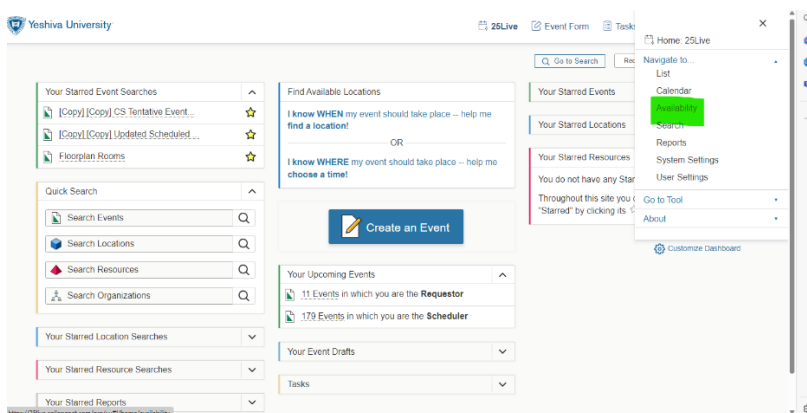 Yeshiva University
25Live
Event Form
Tasks
Home: 25Live
Navigate to...
List
Calendar
Availability
Search
Reports
System Settings
User Settings
Go to Tool
About
Go to Search
Your Starred Event Searches
[Copy] [Copy] CS Tentative Event...
[Copy] [Copy] Updated Scheduled ...
Floorplan Rooms
Quick Search
Search Events
Search Locations
Search Resources
Search Organizations
Your Starred Location Searches
Your Starred Resource Searches
Your Starred Reports
Find Available Locations
I know WHEN my event should take place -- help me
find a location!
OR
I know WHERE my event should take place -- help me
choose a time!
Create an Event
Your Upcoming Events
11 Events in which you are the Requestor
179 Events in which you are the Scheduler
Your Event Drafts
Tasks
Your Starred Events
Your Starred Locations
Your Starred Resources
You do not have any Star
Throughout this site you
"Starred" by clicking its
Customize Dashboard